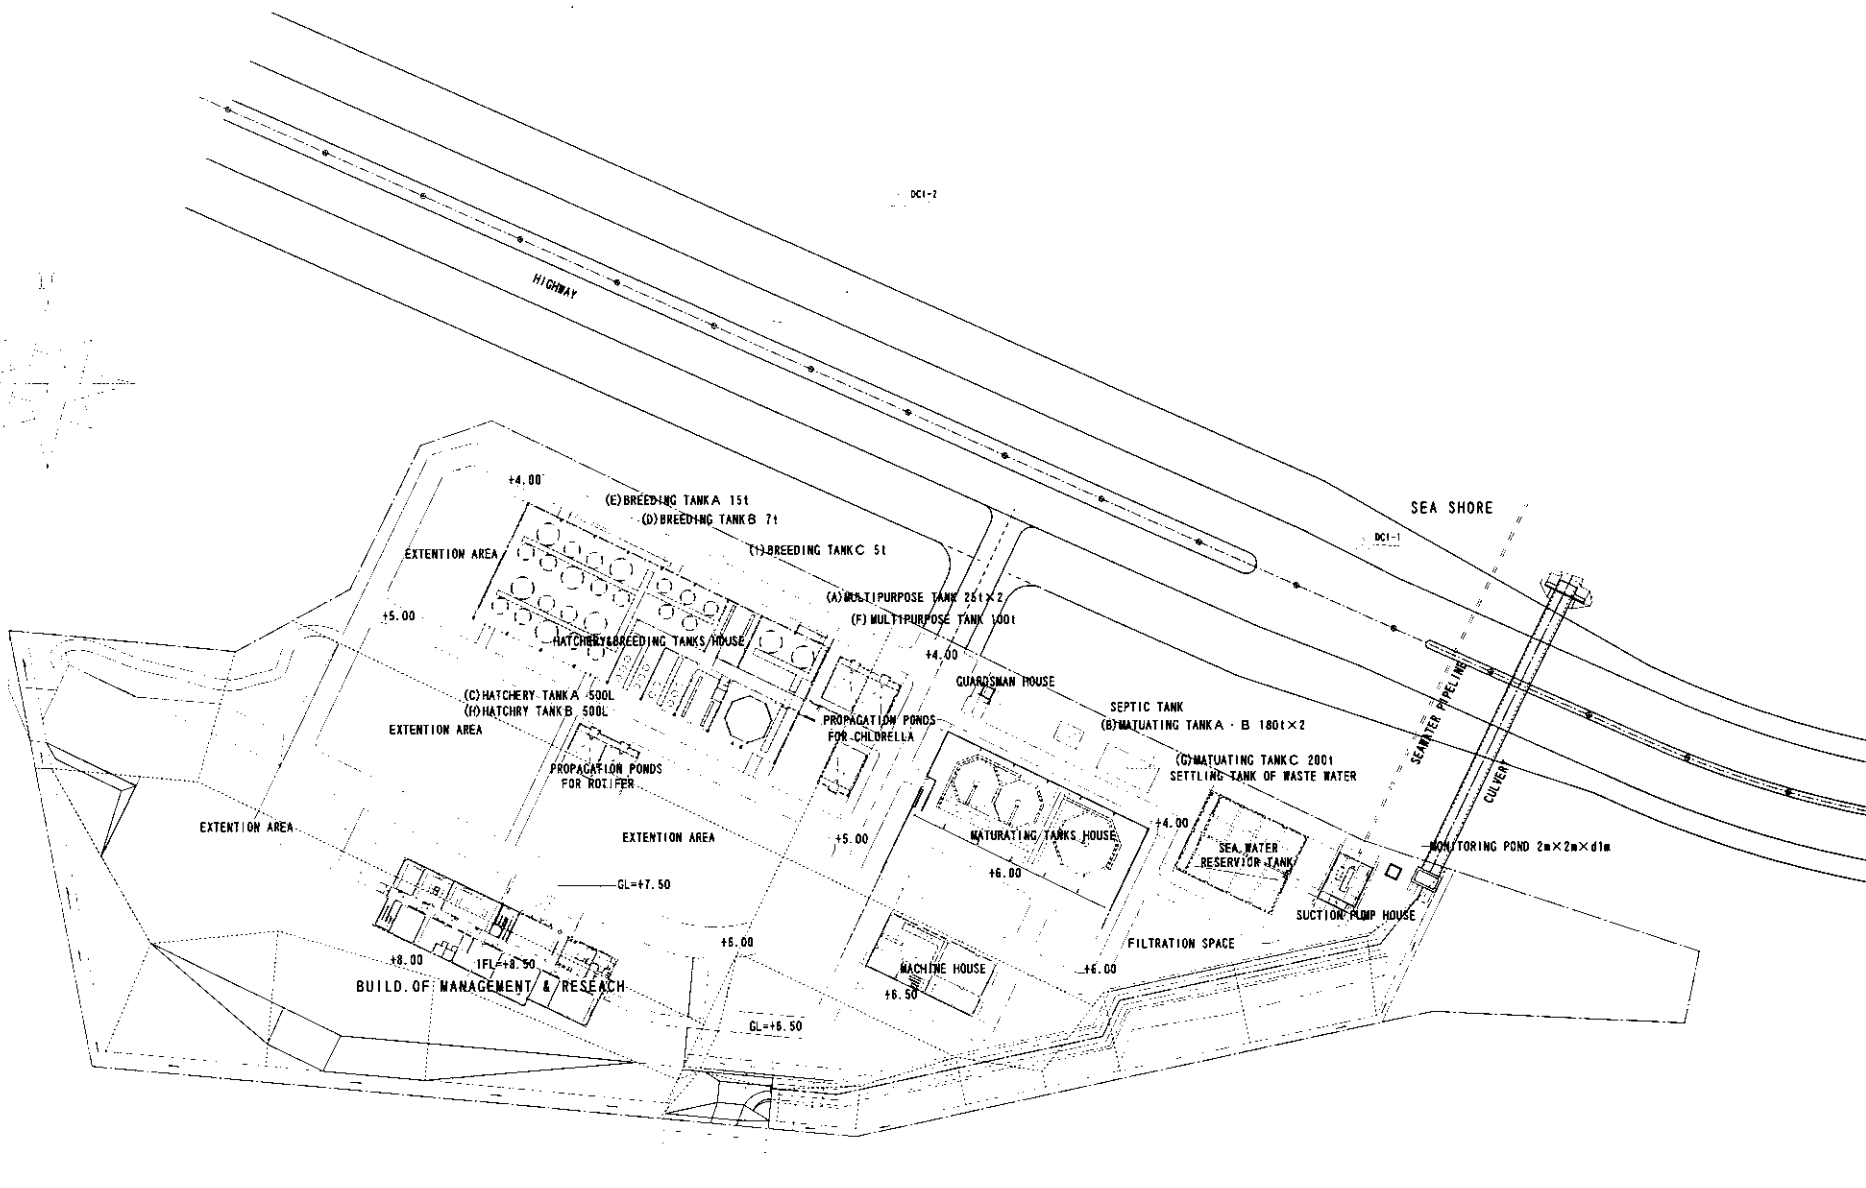 DC1-2
HIGHWAY
+4.00
(E)BREEDING TANK A 15t
(D)BREEDING TANK B 7t
SEA SHORE
DC1-1
EXTENTION AREA
(I)BREEDING TANK C 5t
(A)MULTIPURPOSE TANK 25t×2
+5.00
(F)MULTIPURPOSE TANK 100t
HATCHERY&BREEDING TANKS HOUSE
+4.00
GUARDSMAN HOUSE
(C)HATCHERY TANK A 500L
(H)HATCHRY TANK B 500L
SEPTIC TANK
PROPAGATION PONDS
FOR CHLORELLA
(B)MATUATING TANK A · B 180t×2
SEAWATER PIPELINE
EXTENTION AREA
(G)MATUATING TANK C 200t
SETTLING TANK OF WASTE WATER
PROPAGATION PONDS
FOR ROTIFER
CULVERT
EXTENTION AREA
EXTENTION AREA
+5.00
MATURATING TANKS HOUSE
+4.00
SEA WATER
RESERVIOR TANK
MONITORING POND 2m×2m×d1m
+6.00
GL=+7.50
SUCTION PUMP HOUSE
+6.00
FILTRATION SPACE
+8.00
1FL=+8.50
MACHINE HOUSE
+6.00
BUILD. OF MANAGEMENT & RESEACH
+6.50
GL=+6.50